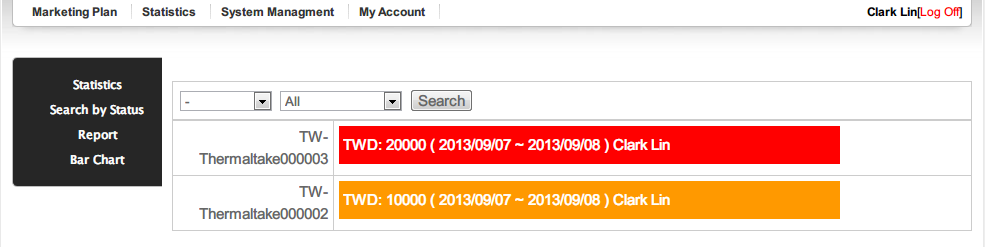 Marketing Plan Statistics System Managment My Account Clark Lin[Log Off]
Statistics
Search by Status
Report
Bar Chart
- All Search
TW-
Thermaltake000003
TWD: 20000 ( 2013/09/07 ~ 2013/09/08 ) Clark Lin
TW-
Thermaltake000002
TWD: 10000 ( 2013/09/07 ~ 2013/09/08 ) Clark Lin